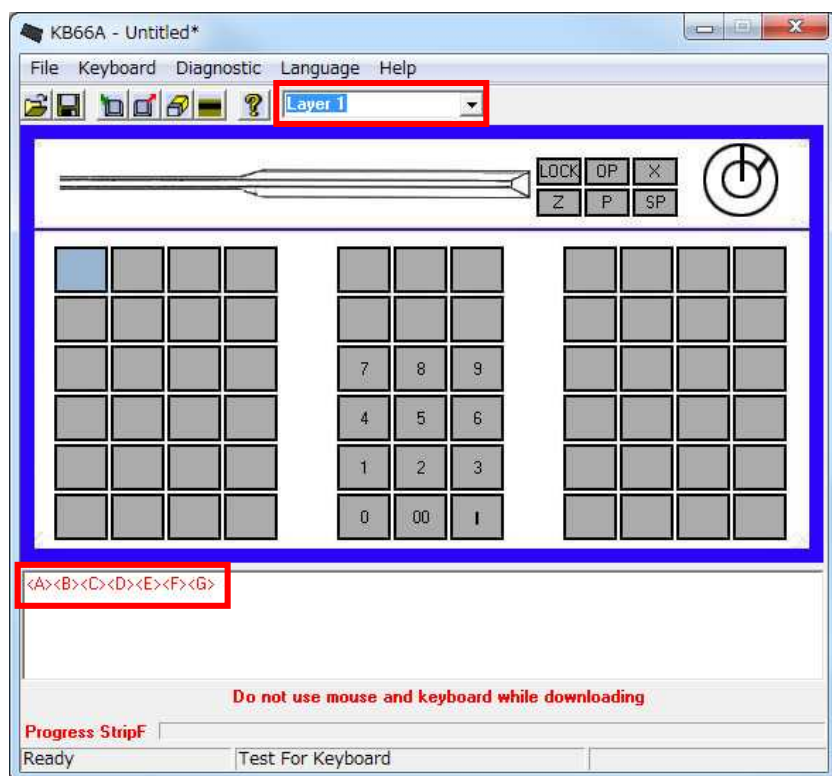 KB66A - Untitled*
File Keyboard Diagnostic Language Help
Layer 1
LOCK OP X
Z P SP
7 8 9
4 5 6
1 2 3
0 00 .
<A><B><C><D><E><F><G>
Do not use mouse and keyboard while downloading
Progress StripF
Ready Test For Keyboard